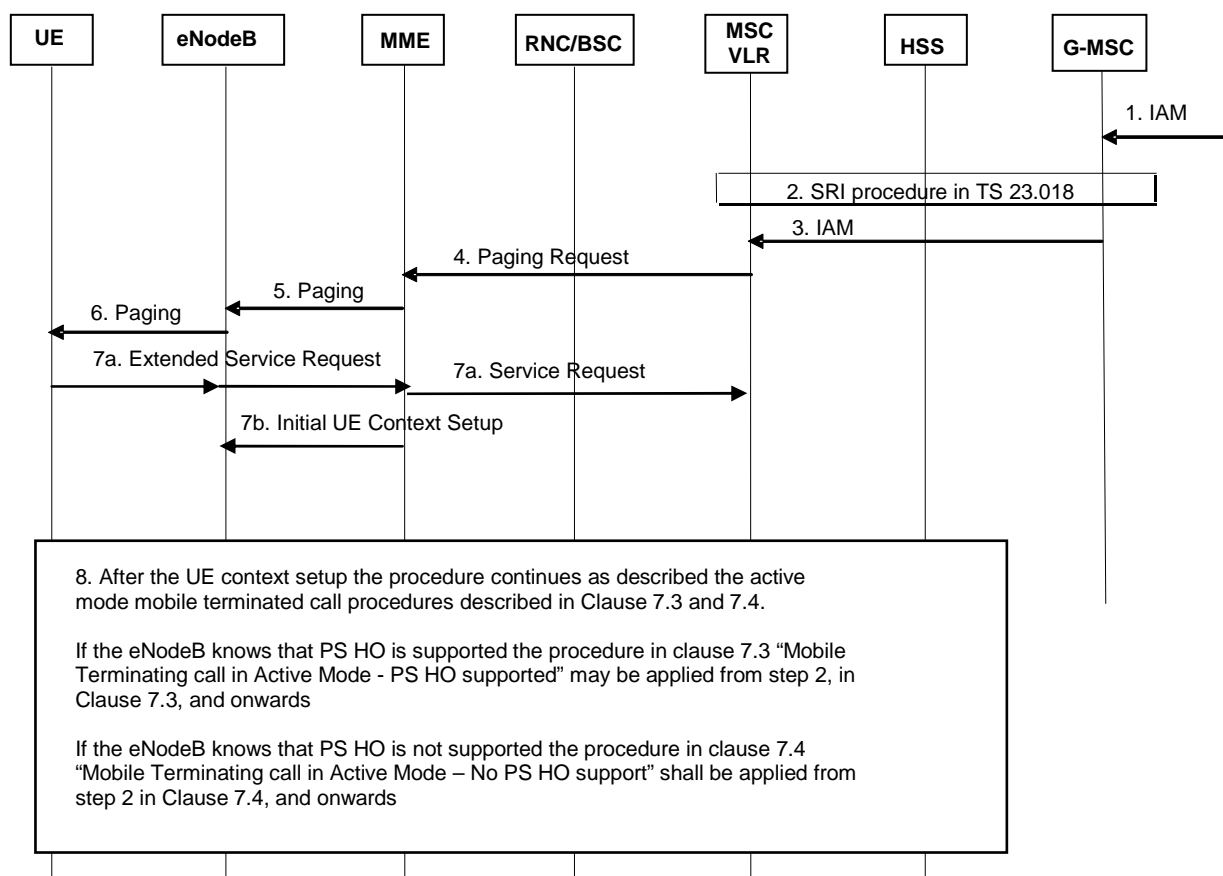 UE
eNodeB
MME
RNC/BSC
MSC
VLR
HSS
G-MSC
1. IAM
2. SRI procedure in TS 23.018
3. IAM
4. Paging Request
5. Paging
6. Paging
7a. Extended Service Request
7a. Service Request
7b. Initial UE Context Setup
8. After the UE context setup the procedure continues as described the active
mode mobile terminated call procedures described in Clause 7.3 and 7.4.
If the eNodeB knows that PS HO is supported the procedure in clause 7.3 “Mobile
Terminating call in Active Mode - PS HO supported” may be applied from step 2, in
Clause 7.3, and onwards
If the eNodeB knows that PS HO is not supported the procedure in clause 7.4
“Mobile Terminating call in Active Mode – No PS HO support” shall be applied from
step 2 in Clause 7.4, and onwards